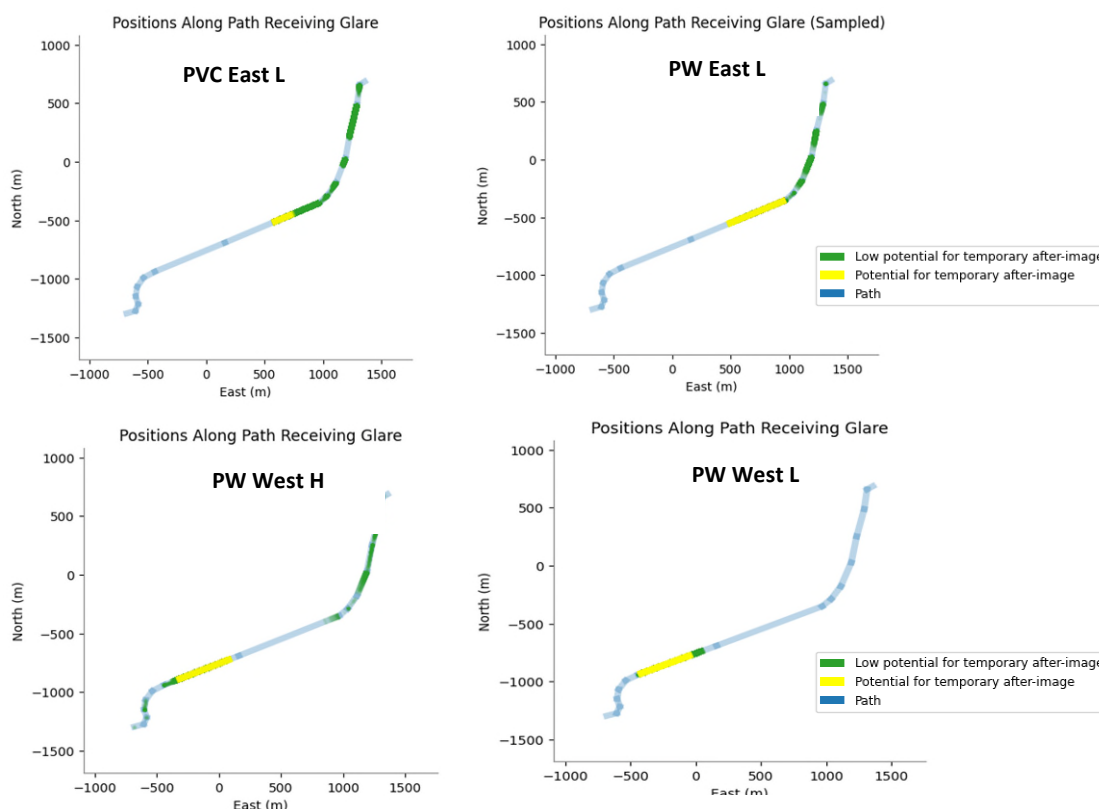 Positions Along Path Receiving Glare
PVC East L
1000
500
0
−500
−1000
−1500
North (m)
−1000 −500 0 500 1000 1500
East (m)
Positions Along Path Receiving Glare (Sampled)
PW East L
1000
500
0
−500
−1000
−1500
North (m)
−1000 −500 0 500 1000 1500
East (m)
Low potential for temporary after-image
Potential for temporary after-image
Path
Positions Along Path Receiving Glare
PW West H
1000
500
0
−500
−1000
−1500
North (m)
−1000 −500 0 500 1000 1500
East (m)
Positions Along Path Receiving Glare
PW West L
1000
500
0
−500
−1000
−1500
North (m)
−1000 −500 0 500 1000 1500
East (m)
Low potential for temporary after-image
Potential for temporary after-image
Path